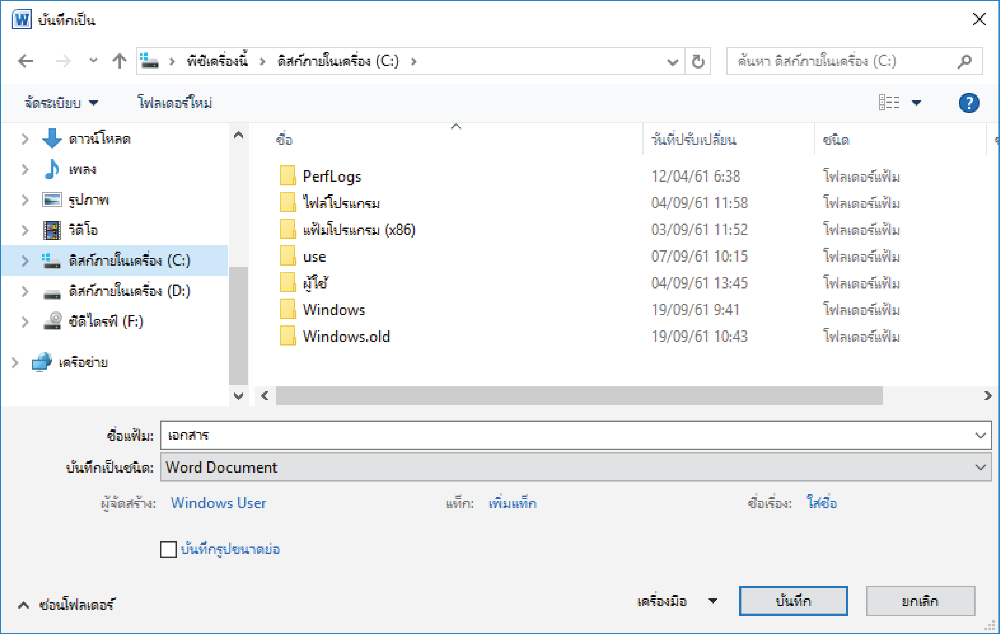 บันทึกเป็น
พีซีเครื่องนี้ ดิสก์ภายในเครื่อง (C:) ค้นหา ดิสก์ภายในเครื่อง (C:)
จัดระเบียบ โฟลเดอร์ใหม่
ดาวน์โหลด
เพลง
รูปภาพ
วิดีโอ
ดิสก์ภายในเครื่อง (C:)
ดิสก์ภายในเครื่อง (D:)
ซีดีไดรฟ์ (F:)
เครือข่าย
ชื่อ วันที่ปรับเปลี่ยน ชนิด
PerfLogs 12/04/61 6:38 โฟลเดอร์แฟ้ม
ไฟล์โปรแกรม 04/09/61 11:58 โฟลเดอร์แฟ้ม
แฟ้มโปรแกรม (x86) 03/09/61 11:52 โฟลเดอร์แฟ้ม
use 07/09/61 10:15 โฟลเดอร์แฟ้ม
ผู้ใช้ 04/09/61 13:45 โฟลเดอร์แฟ้ม
Windows 19/09/61 9:41 โฟลเดอร์แฟ้ม
Windows.old 19/09/61 10:43 โฟลเดอร์แฟ้ม
ชื่อแฟ้ม: เอกสาร
บันทึกเป็นชนิด: Word Document
ผู้จัดสร้าง: Windows User แท็ก: เพิ่มแท็ก ชื่อเรื่อง: ใส่ชื่อ
บันทึกรูปขนาดย่อ
ซ่อนโฟลเดอร์ เครื่องมือ บันทึก ยกเลิก